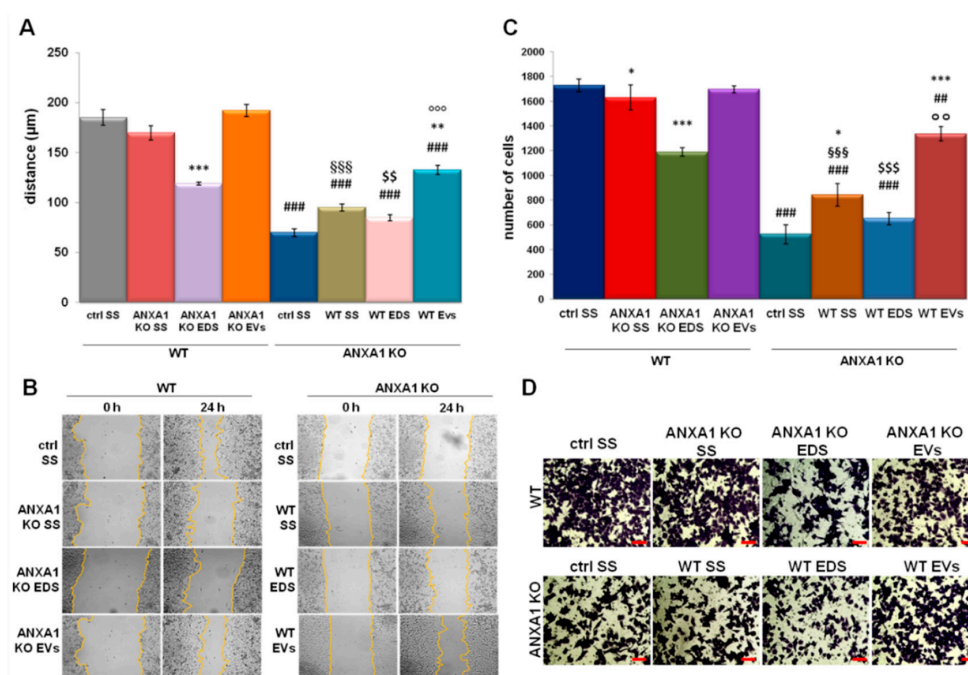 A
250
200
150
100
50
0
distance (µm)
***
###
§§§
###
$$
###
°°°
**
###
ctrl SS
ANXA1 KO SS
ANXA1 KO EDS
ANXA1 KO EVs
ctrl SS
WT SS
WT EDS
WT EVs
WT
ANXA1 KO
C
2000
1800
1600
1400
1200
1000
800
600
400
200
0
number of cells
*
***
###
*
§§§
###
$$$
###
***
##
°°
ctrl SS
ANXA1 KO SS
ANXA1 KO EDS
ANXA1 KO EVs
ctrl SS
WT SS
WT EDS
WT EVs
WT
ANXA1 KO
B
WT
0 h
24 h
ctrl
SS
ANXA1
KO SS
ANXA1
KO EDS
ANXA1
KO EVs
ANXA1 KO
0 h
24 h
ctrl
SS
WT
SS
WT
EDS
WT
EVs
D
ctrl SS
ANXA1 KO
SS
ANXA1 KO
EDS
ANXA1 KO
EVs
WT
ctrl SS
WT SS
WT EDS
WT EVs
ANXA1 KO